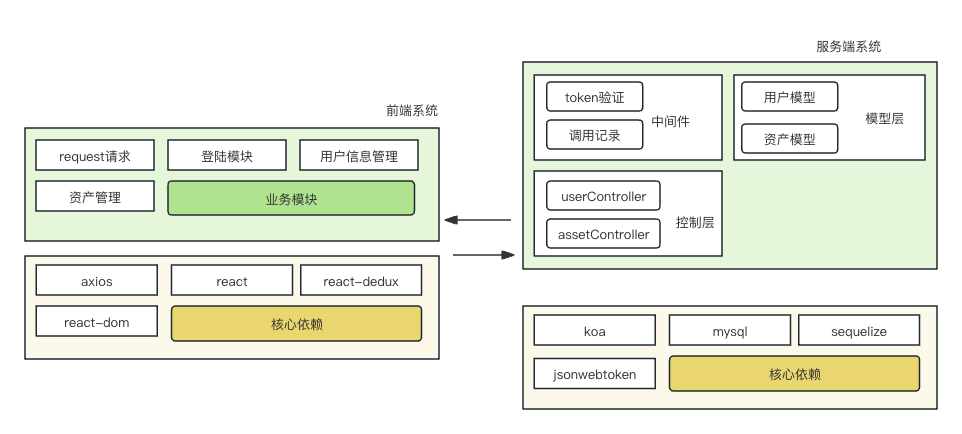 前端系统
request请求
登陆模块
用户信息管理
资产管理
业务模块
axios
react
react-dedux
react-dom
核心依赖
服务端系统
token验证
调用记录
中间件
用户模型
资产模型
模型层
userController
assetController
控制层
koa
mysql
sequelize
jsonwebtoken
核心依赖